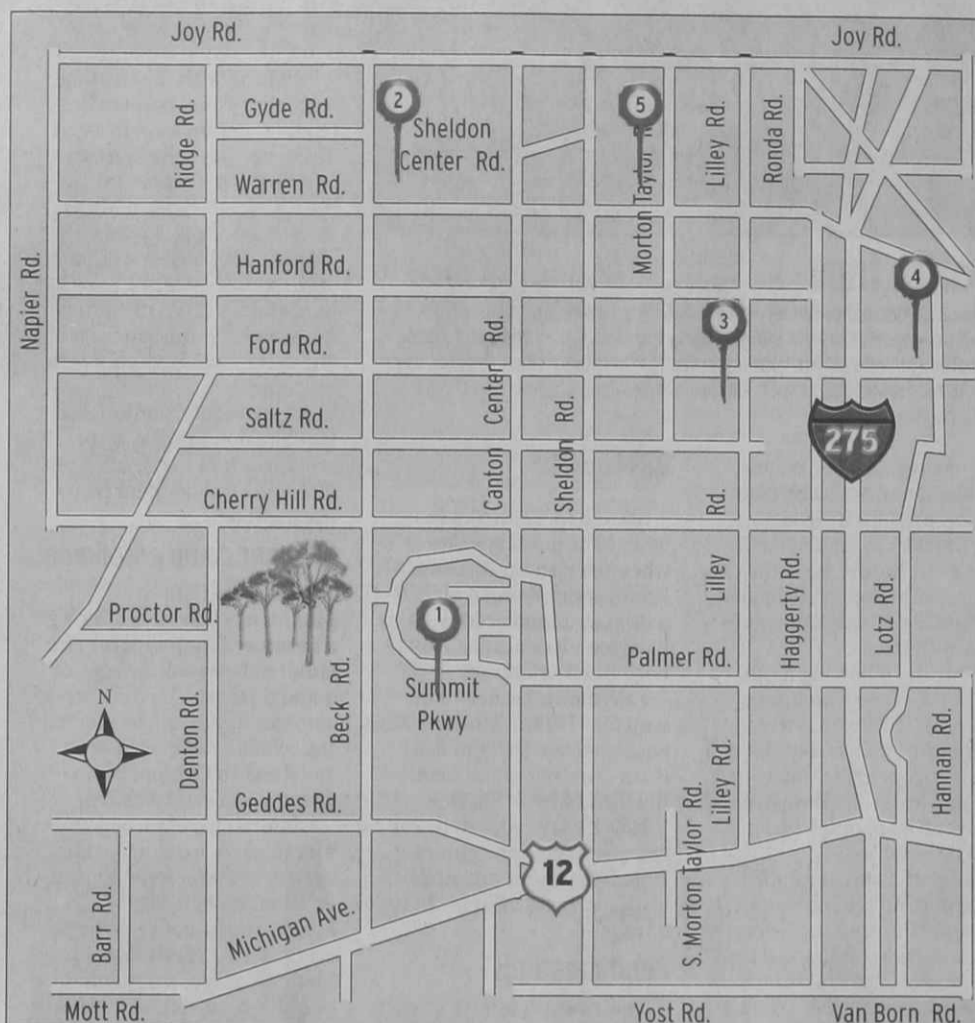 Joy Rd.
Joy Rd.
Ridge Rd.
Gyde Rd.
2
Sheldon
Center Rd.
5
Morton Taylor R
Lilley Rd.
Ronda Rd.
Warren Rd.
Napier Rd.
Hanford Rd.
4
3
Ford Rd.
Canton Center Rd.
Saltz Rd.
Sheldon Rd.
275
Cherry Hill Rd.
Lilley Rd.
Proctor Rd.
1
Haggerty Rd.
Lotz Rd.
Palmer Rd.
Summit
Pkwy
N
Denton Rd.
Beck Rd.
Lilley Rd.
Hannan Rd.
Geddes Rd.
S. Morton Taylor Rd.
12
Barr Rd.
Michigan Ave.
Mott Rd.
Yost Rd.
Van Born Rd.